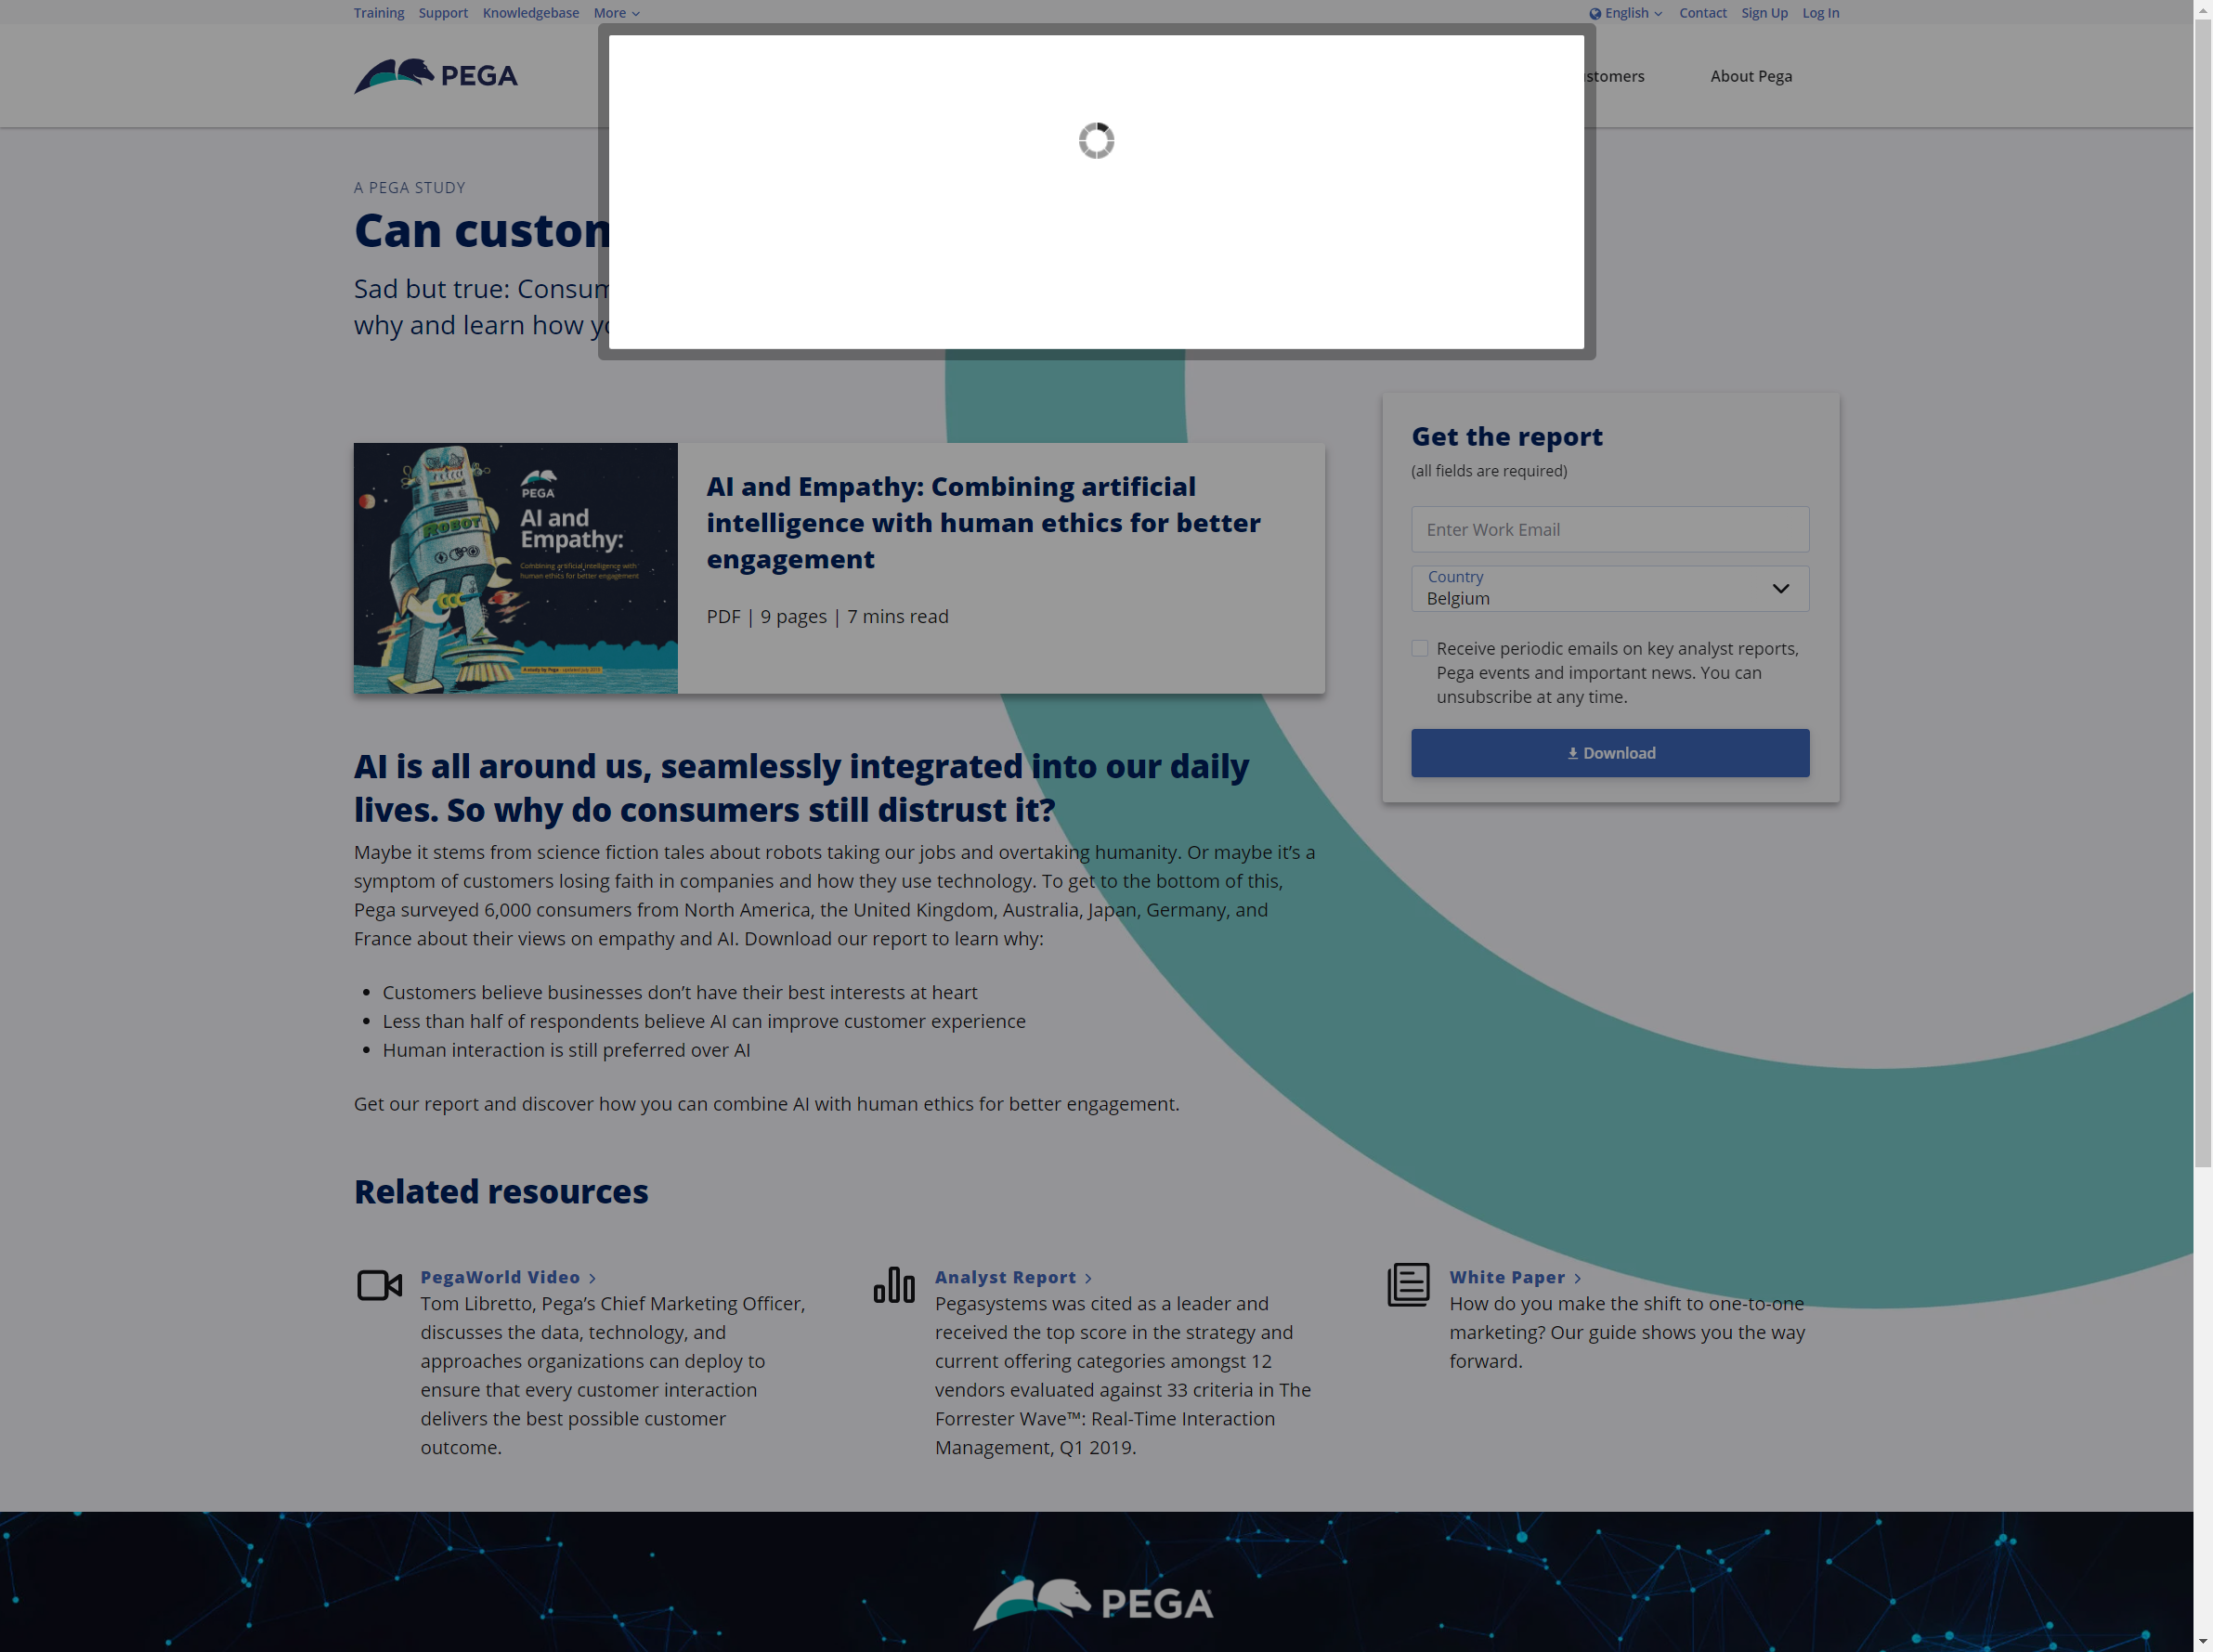 Training Support Knowledgebase More
English Contact Sign Up Log In
PEGA
About Pega
A PEGA STUDY
Can
Sad but true:
why and learn how
PEGA
ROBOT
AI and
Empathy:
Combining artificial intelligence with
human ethics for better engagement
AI and Empathy: Combining artificial
intelligence with human ethics for better
engagement
PDF | 9 pages | 7 mins read
Get the report
(all fields are required)
Enter Work Email
Country
Belgium
Receive periodic emails on key analyst reports,
Pega events and important news. You can
unsubscribe at any time.
Download
AI is all around us, seamlessly integrated into our daily
lives. So why do consumers still distrust it?
Maybe it stems from science fiction tales about robots taking our jobs and overtaking humanity. Or maybe it’s a
symptom of customers losing faith in companies and how they use technology. To get to the bottom of this,
Pega surveyed 6,000 consumers from North America, the United Kingdom, Australia, Japan, Germany, and
France about their views on empathy and AI. Download our report to learn why:
• Customers believe businesses don’t have their best interests at heart
• Less than half of respondents believe AI can improve customer experience
• Human interaction is still preferred over AI
Get our report and discover how you can combine AI with human ethics for better engagement.
Related resources
PegaWorld Video
Tom Libretto, Pega’s Chief Marketing Officer,
discusses the data, technology, and
approaches organizations can deploy to
ensure that every customer interaction
delivers the best possible customer
outcome.
Analyst Report
Pegasystems was cited as a leader and
received the top score in the strategy and
current offering categories amongst 12
vendors evaluated against 33 criteria in The
Forrester Wave™: Real-Time Interaction
Management, Q1 2019.
White Paper
How do you make the shift to one-to-one
marketing? Our guide shows you the way
forward.
PEGA